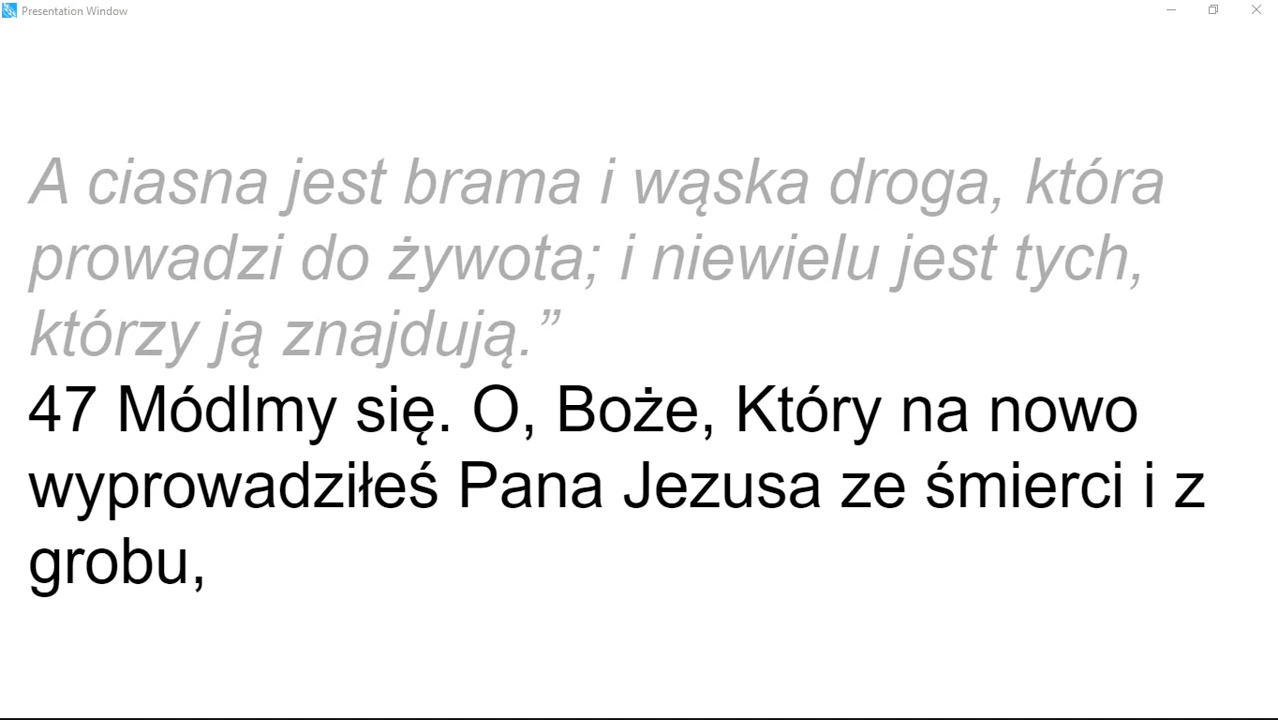 Presentation Window
A ciasna jest brama i wąska droga, która
prowadzi do żywota; i niewielu jest tych,
którzy ją znajdują.”
47 Módlmy się. O, Boże, Który na nowo
wyprowadziłeś Pana Jezusa ze śmierci i z
grobu,